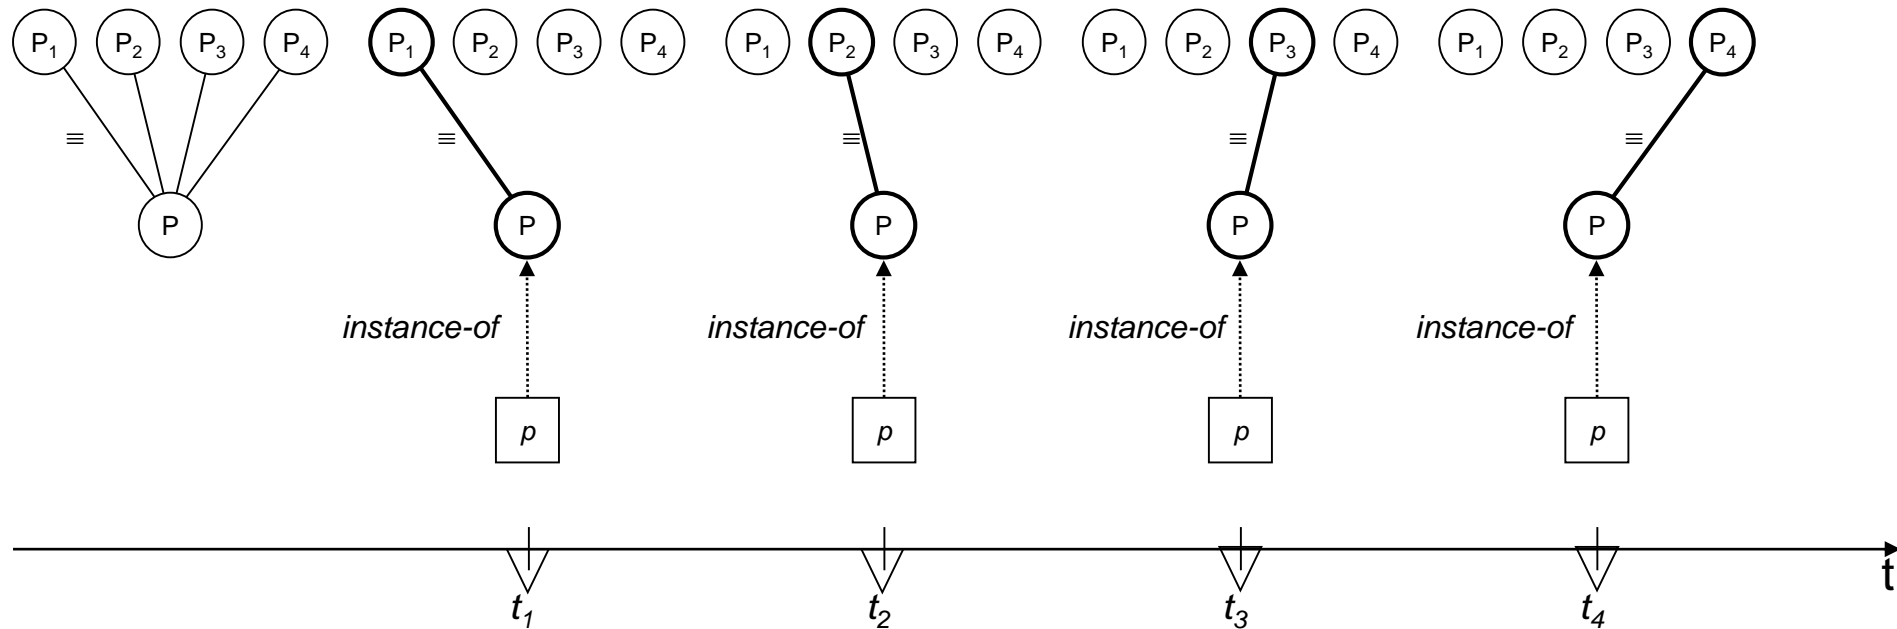 P₁ P₂ P₃ P₄ P₁ P₂ P₃ P₄ P₁ P₂ P₃ P₄ P₁ P₂ P₃ P₄ P₁ P₂ P₃ P₄
≡ ≡ ≡ ≡ ≡
P P P P P
instance-of instance-of instance-of instance-of
p p p p
t
t₁ t₂ t₃ t₄